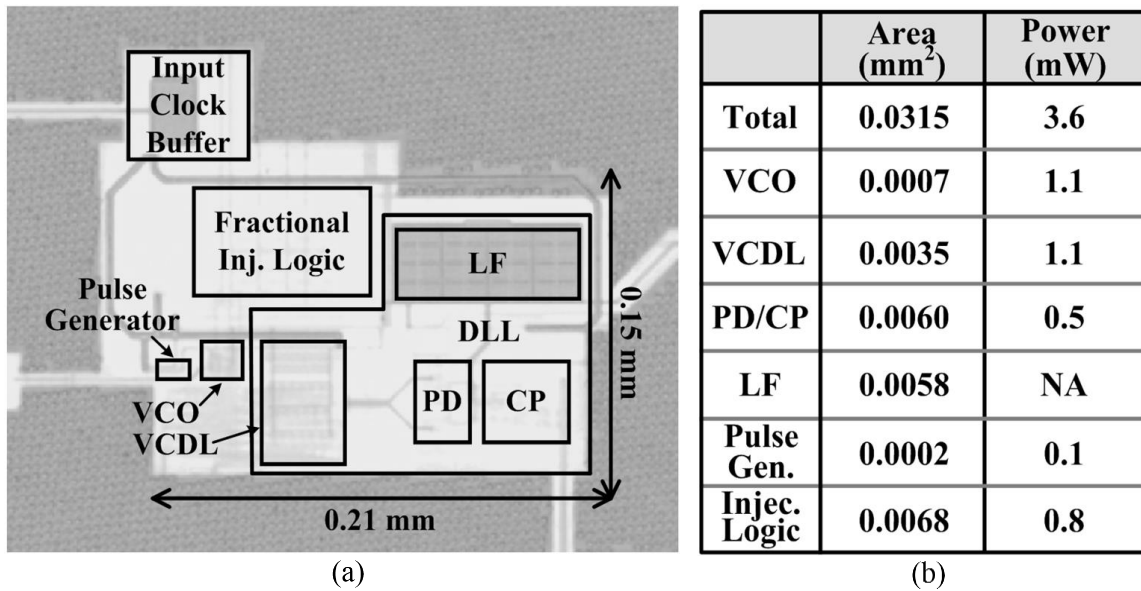 Input
Clock
Buffer
Fractional
Inj. Logic
LF
Pulse
Generator
DLL
0.15 mm
PD
CP
VCO
VCDL
0.21 mm
(a)
Area (mm²) Power (mW)
Total 0.0315 3.6
VCO 0.0007 1.1
VCDL 0.0035 1.1
PD/CP 0.0060 0.5
LF 0.0058 NA
Pulse Gen. 0.0002 0.1
Injec. Logic 0.0068 0.8
(b)